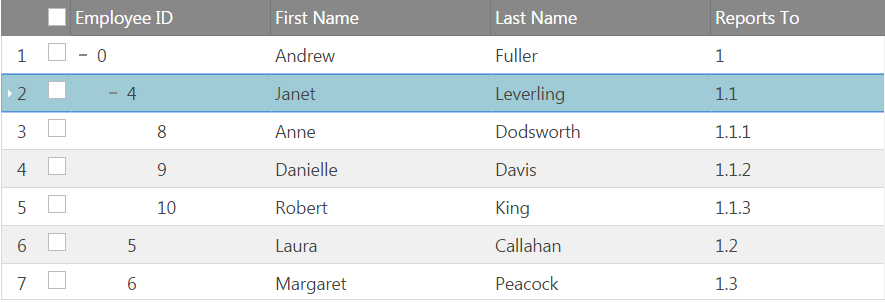 Employee ID First Name Last Name Reports To
1 − 0 Andrew Fuller 1
2 − 4 Janet Leverling 1.1
3 8 Anne Dodsworth 1.1.1
4 9 Danielle Davis 1.1.2
5 10 Robert King 1.1.3
6 5 Laura Callahan 1.2
7 6 Margaret Peacock 1.3